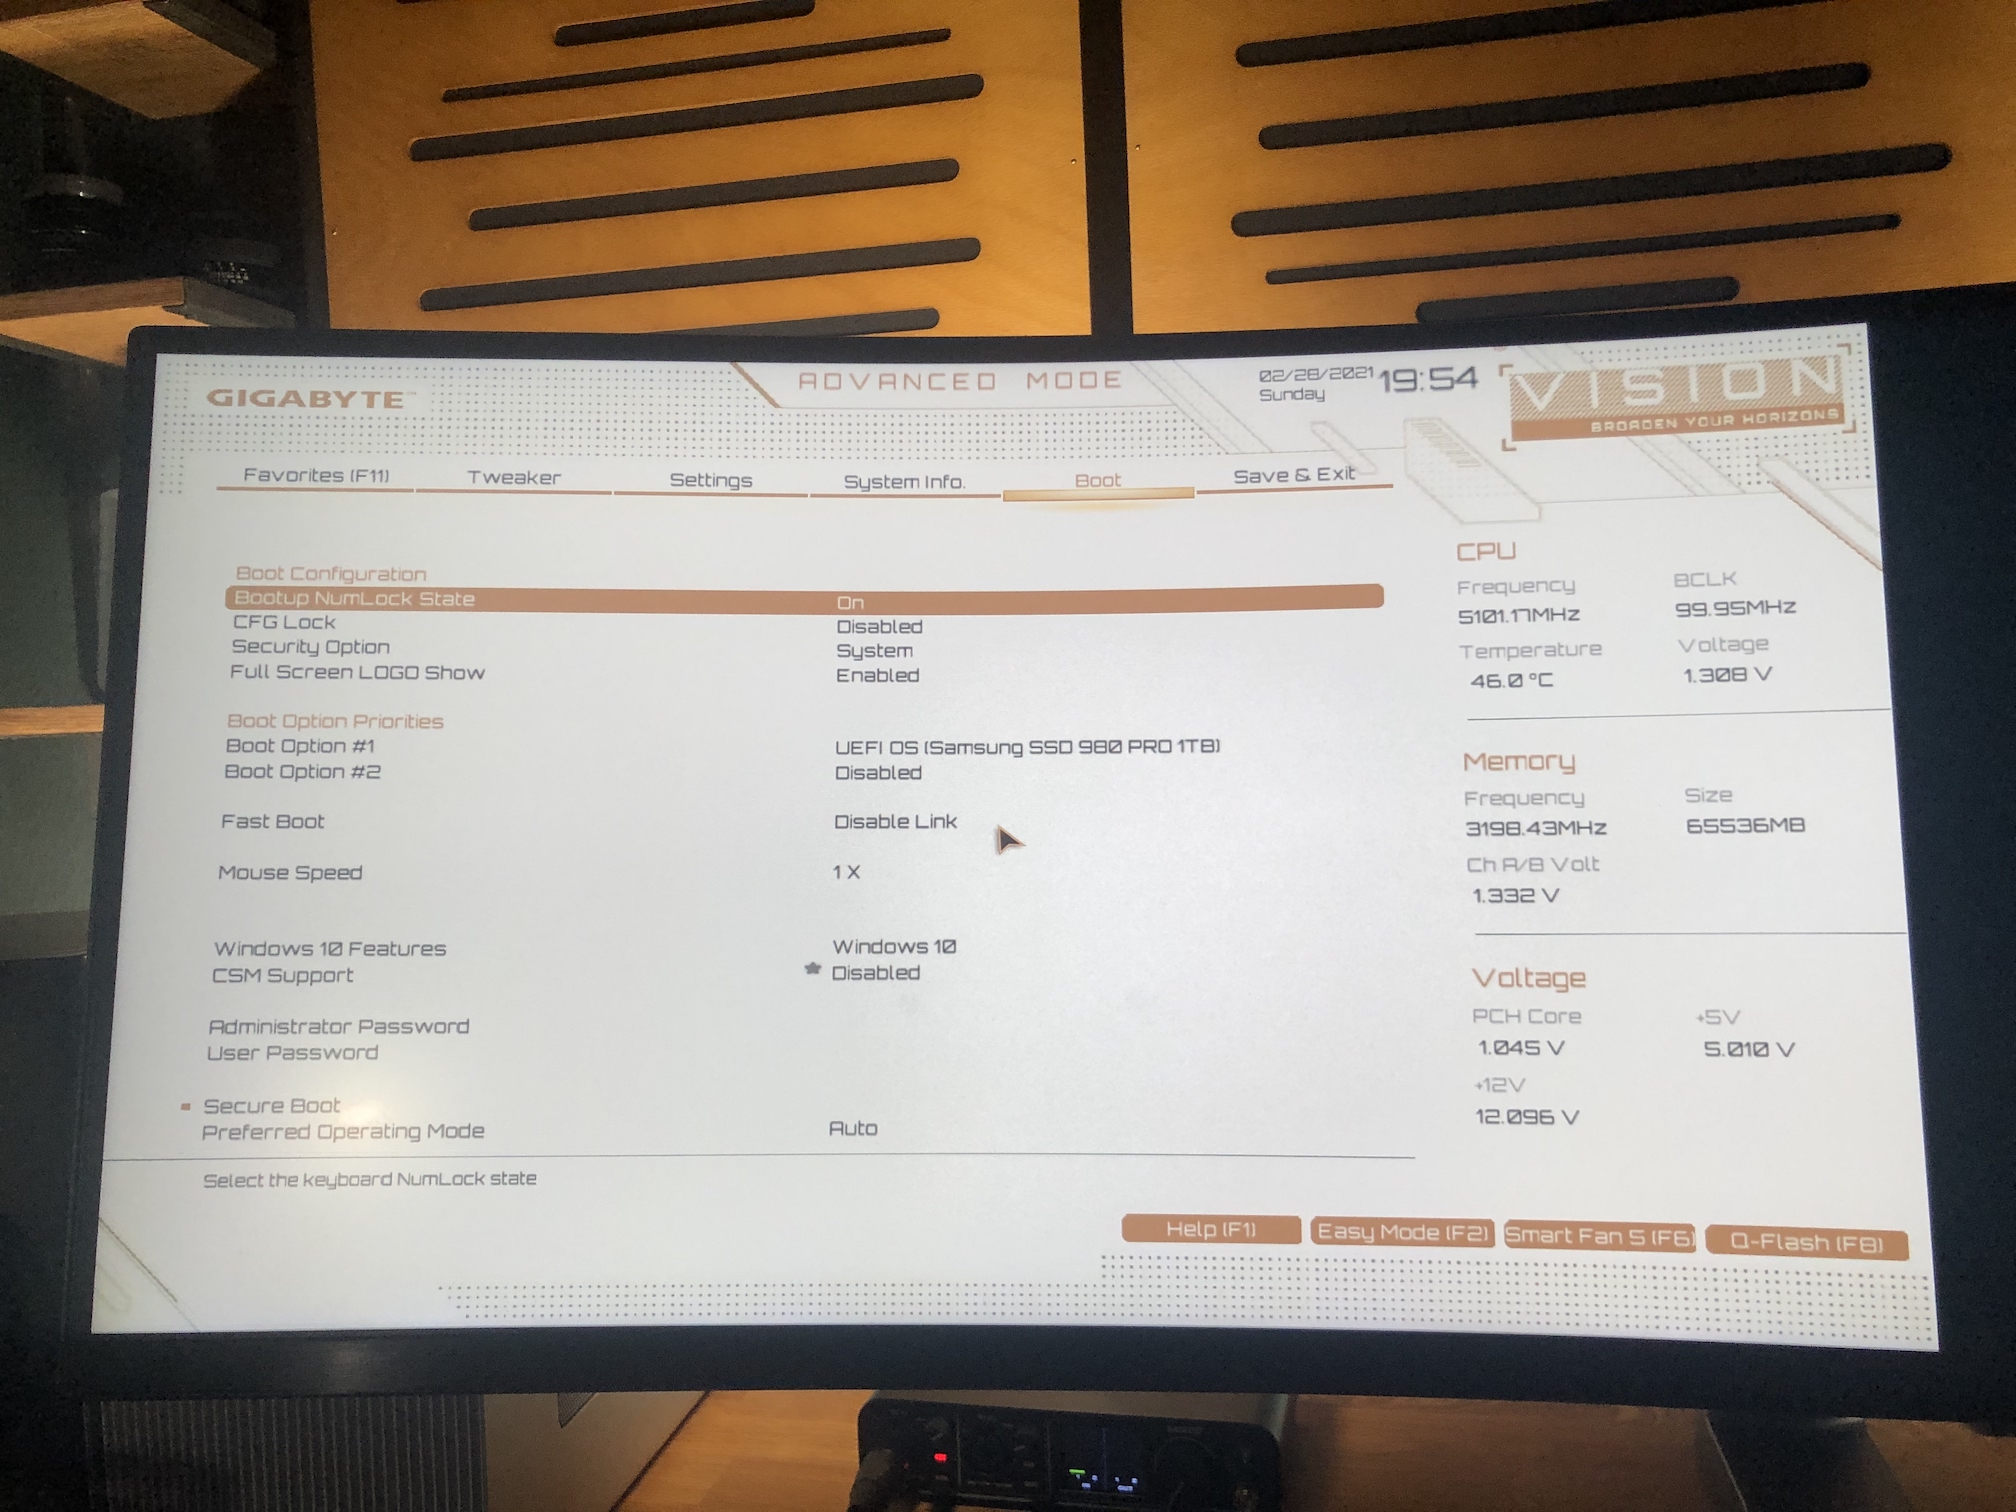 GIGABYTE
ADVANCED MODE
02/28/2021 19:54
Sunday
VISION
BROADEN YOUR HORIZONS
Favorites (F11) Tweaker Settings System Info. Boot Save & Exit
Boot Configuration
Bootup NumLock State On
CFG Lock Disabled
Security Option System
Full Screen LOGO Show Enabled
Boot Option Priorities
Boot Option #1 UEFI OS (Samsung SSD 980 PRO 1TB)
Boot Option #2 Disabled
Fast Boot Disable Link
Mouse Speed 1 X
Windows 10 Features Windows 10
CSM Support Disabled
Administrator Password
User Password
Secure Boot
Preferred Operating Mode Auto
Select the keyboard NumLock state
CPU
Frequency BCLK
5101.17MHz 99.95MHz
Temperature Voltage
46.0 °C 1.308 V
Memory
Frequency Size
3198.43MHz 65536MB
Ch A/B Volt
1.332 V
Voltage
PCH Core +5V
1.045 V 5.010 V
+12V
12.096 V
Help (F1) Easy Mode (F2) Smart Fan 5 (F6) Q-Flash (F8)